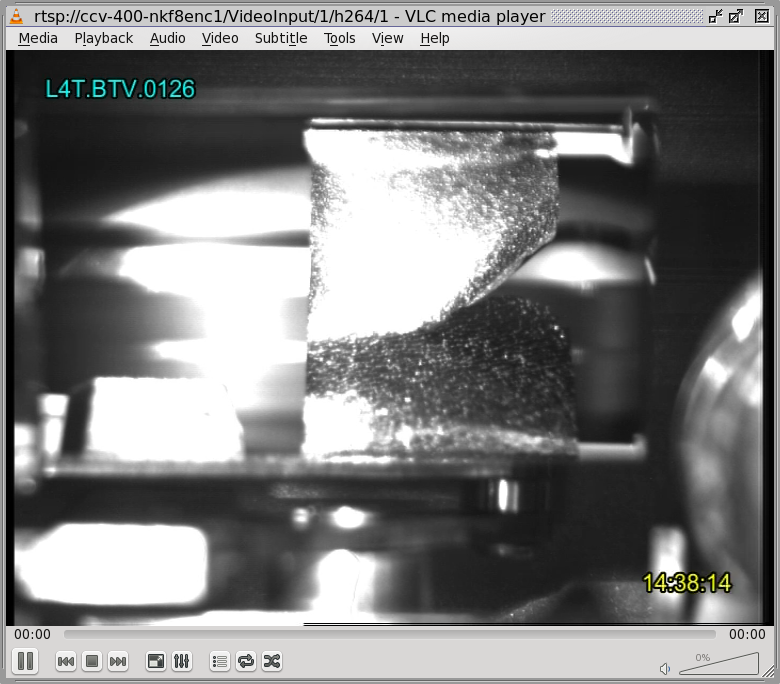 rtsp://ccv-400-nkf8enc1/VideoInput/1/h264/1 - VLC media player
Media Playback Audio Video Subtitle Tools View Help
L4T.BTV.0126
14:38:14
00:00 00:00
0%